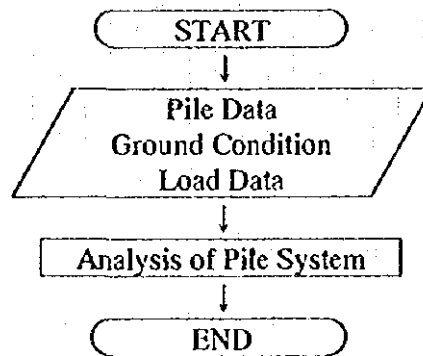 START
Pile Data
Ground Condition
Load Data
Analysis of Pile System
END